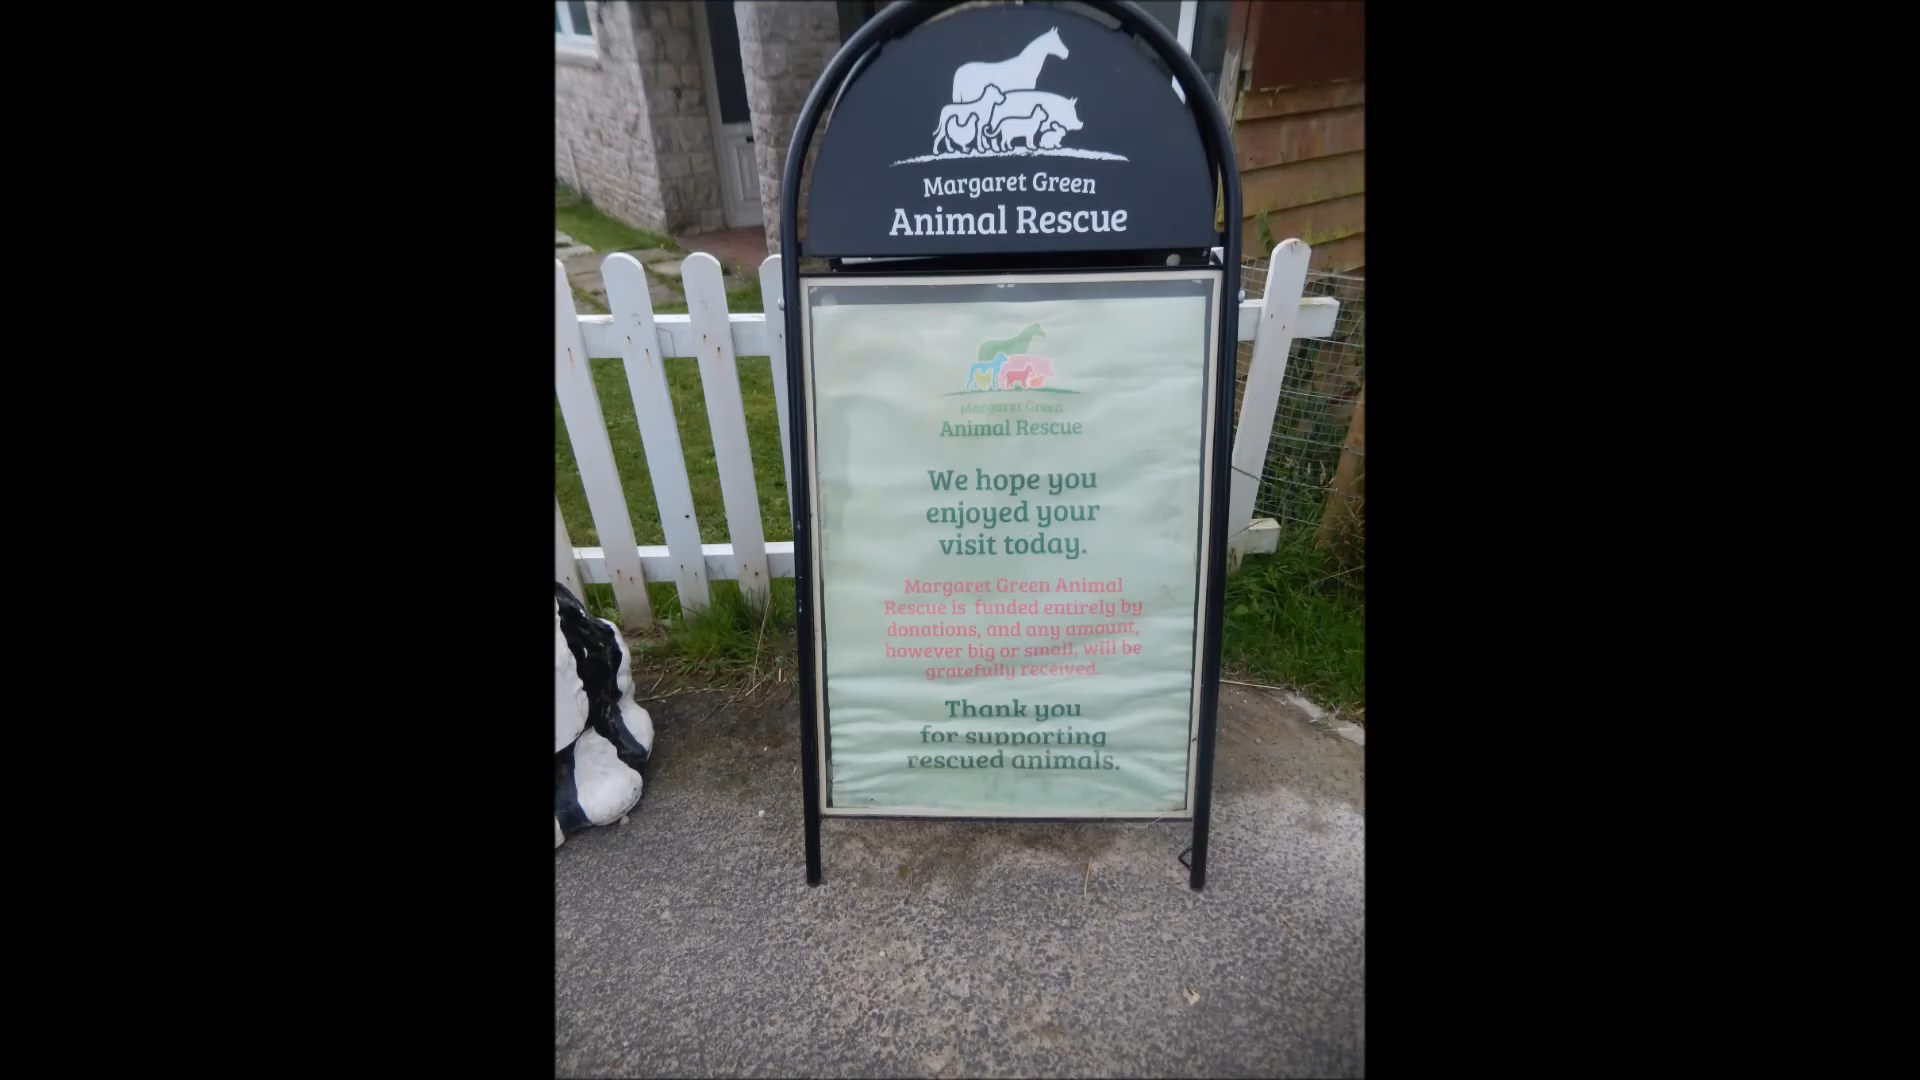 Margaret Green
Animal Rescue
Margaret Green
Animal Rescue
We hope you
enjoyed your
visit today.
Margaret Green Animal
Rescue is funded entirely by
donations, and any amount,
however big or small, will be
gratefully received.
Thank you
for supporting
rescued animals.